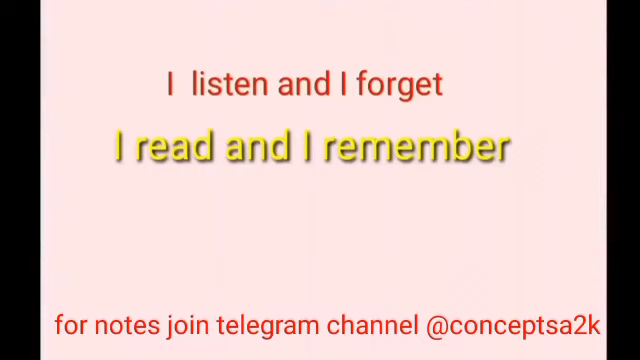 I listen and I forget
I read and I remember
for notes join telegram channel @conceptsa2k